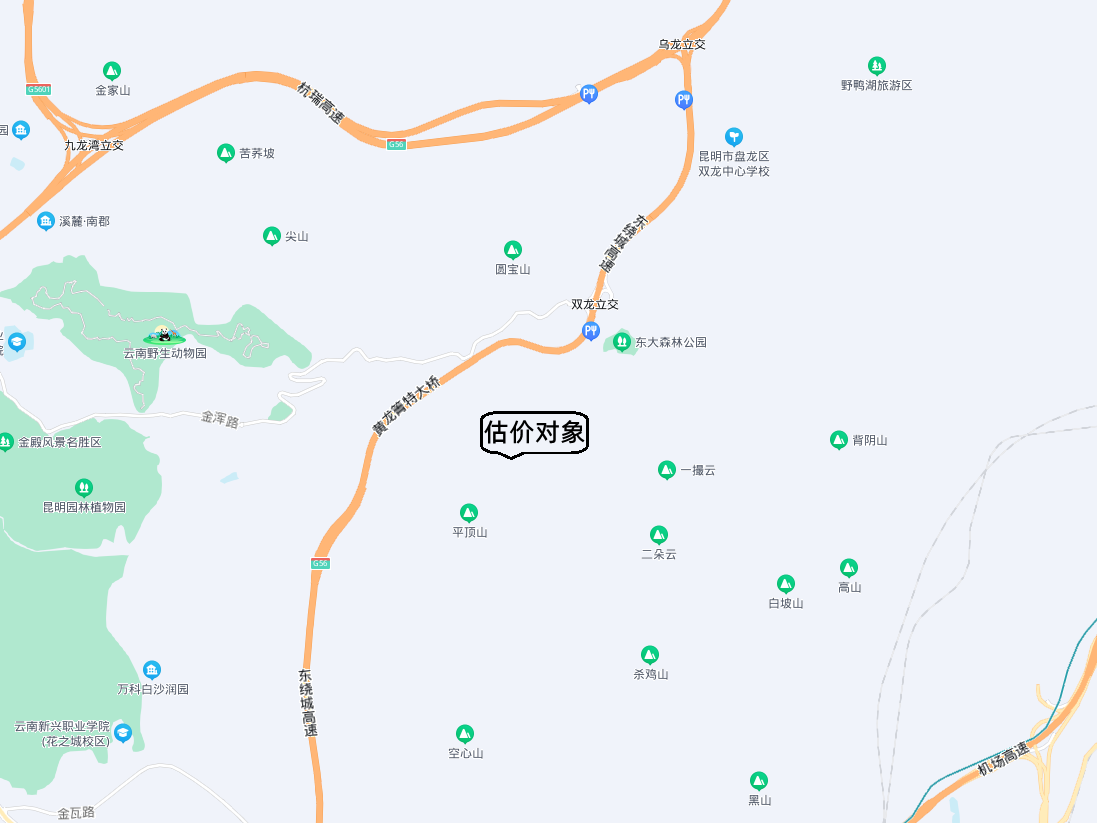 乌龙立交
金家山
G5601
杭瑞高速
野鸭湖旅游区
园
九龙湾立交
G56
苦荞坡
昆明市盘龙区
双龙中心学校
溪麓·南郡
尖山
东绕城高速
圆宝山
双龙立交
东大森林公园
院
云南野生动物园
黄龙箐特大桥
金浑路
估价对象
金殿风景名胜区
背阴山
一撮云
昆明园林植物园
平顶山
二朵云
G56
高山
白坡山
杀鸡山
万科白沙润园
东绕城高速
云南新兴职业学院
(花之城校区)
空心山
机场高速
黑山
金瓦路